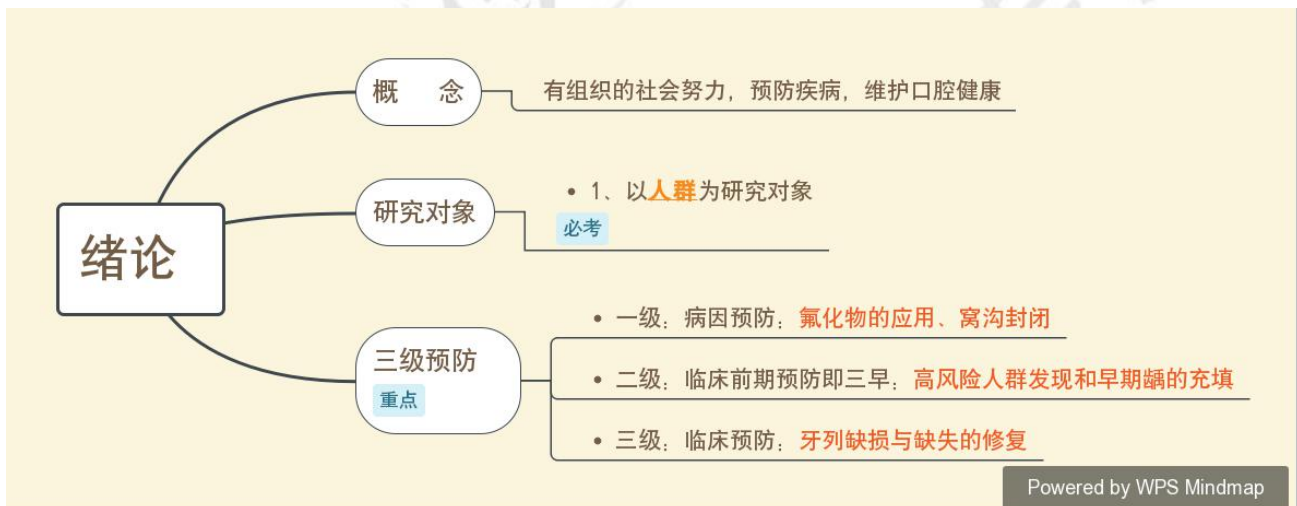 概 念
有组织的社会努力，预防疾病，维护口腔健康
研究对象
• 1、以人群为研究对象
必考
绪论
三级预防
重点
• 一级：病因预防：氟化物的应用、窝沟封闭
• 二级：临床前期预防即三早：高风险人群发现和早期龋的充填
• 三级：临床预防：牙列缺损与缺失的修复
Powered by WPS Mindmap